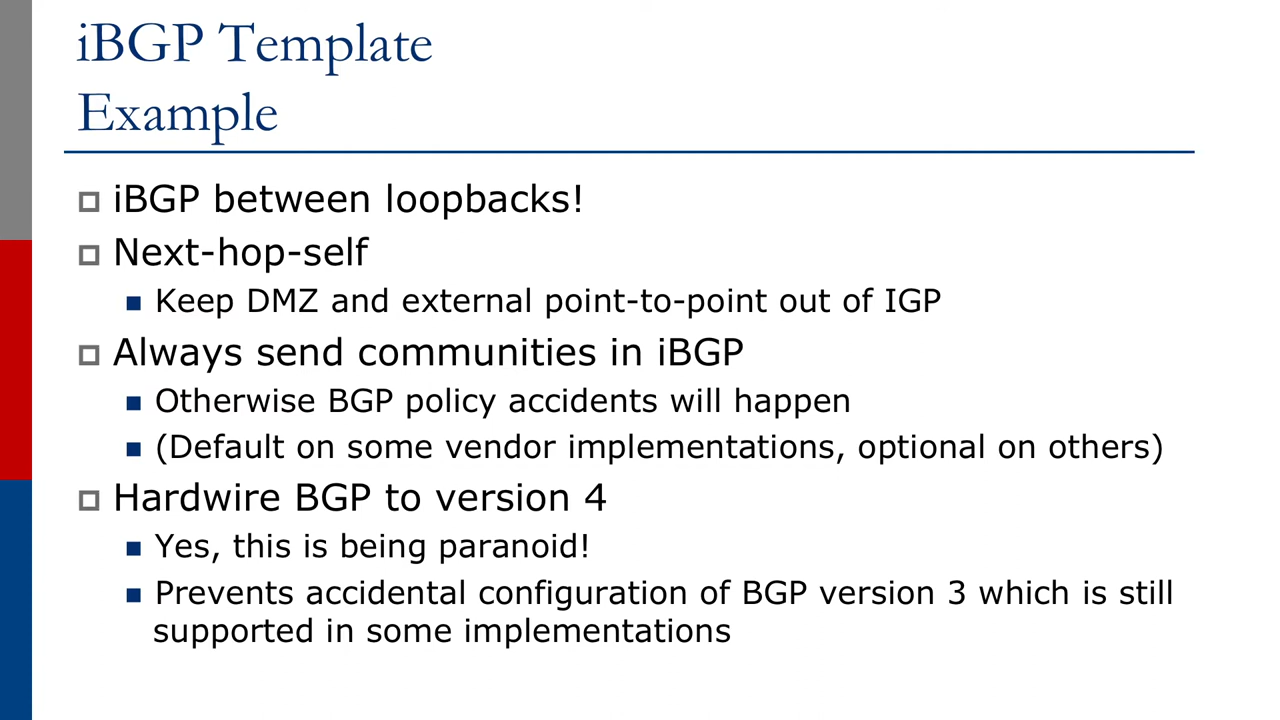 iBGP Template
Example
iBGP between loopbacks!
Next-hop-self
Keep DMZ and external point-to-point out of IGP
Always send communities in iBGP
Otherwise BGP policy accidents will happen
(Default on some vendor implementations, optional on others)
Hardwire BGP to version 4
Yes, this is being paranoid!
Prevents accidental configuration of BGP version 3 which is still
supported in some implementations